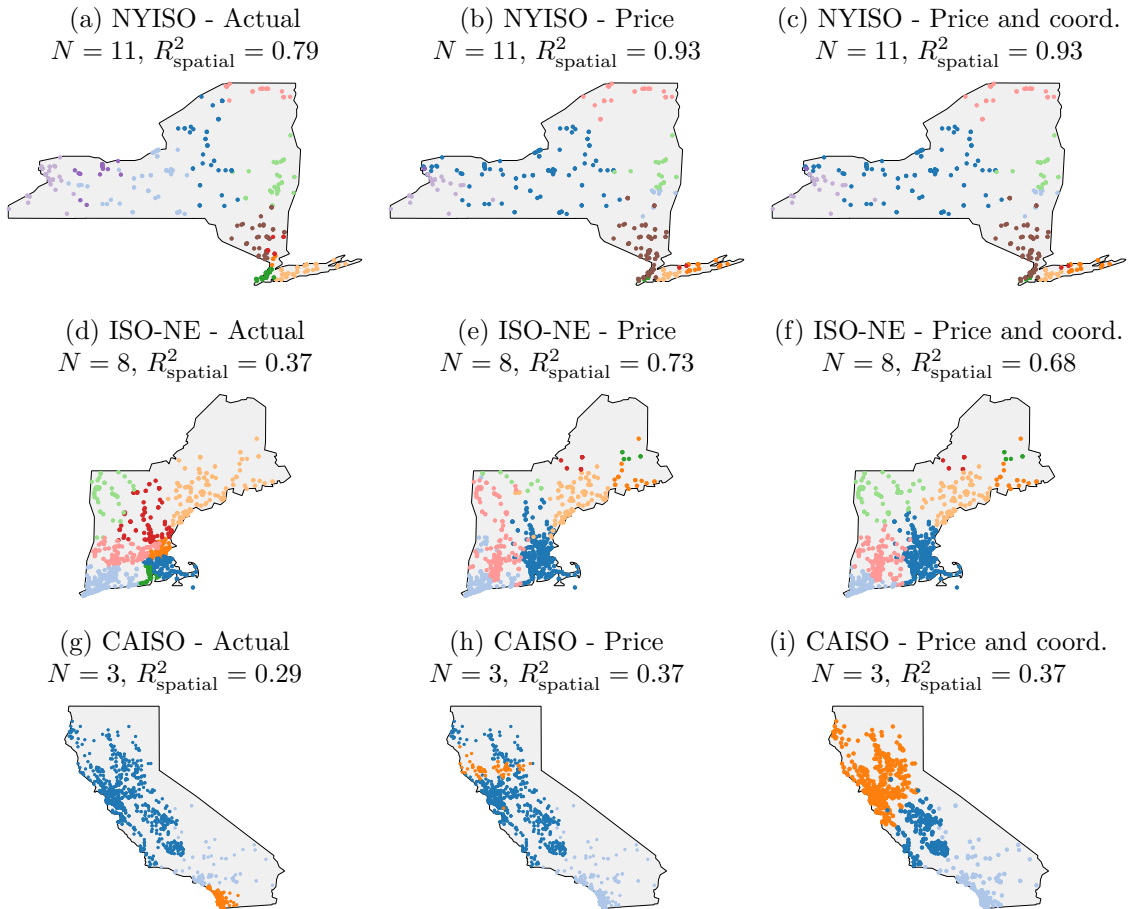 (a) NYISO - Actual
N = 11, R²spatial = 0.79
(b) NYISO - Price
N = 11, R²spatial = 0.93
(c) NYISO - Price and coord.
N = 11, R²spatial = 0.93
(d) ISO-NE - Actual
N = 8, R²spatial = 0.37
(e) ISO-NE - Price
N = 8, R²spatial = 0.73
(f) ISO-NE - Price and coord.
N = 8, R²spatial = 0.68
(g) CAISO - Actual
N = 3, R²spatial = 0.29
(h) CAISO - Price
N = 3, R²spatial = 0.37
(i) CAISO - Price and coord.
N = 3, R²spatial = 0.37